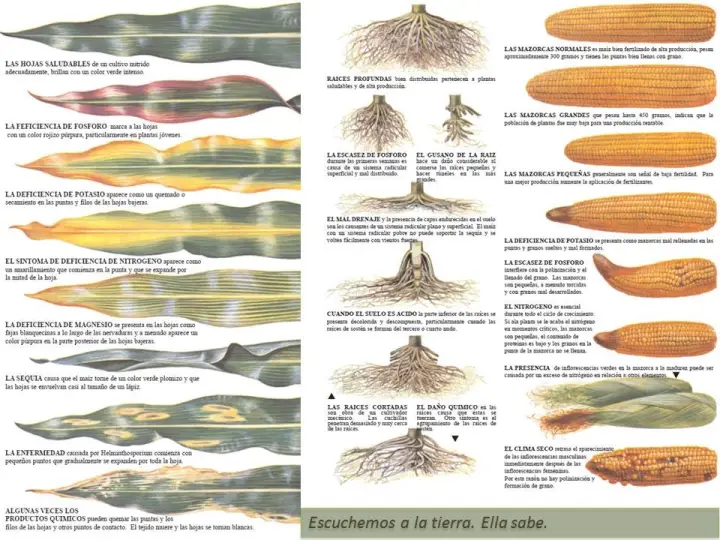 LAS HOJAS SALUDABLES de un cultivo nutrido
adecuadamente, brillan con un color verde intenso
LA FEFICIENCIA DE FOSFORO marca a las hojas
con un color rojizo púrpura, particularmente en plantas jóvenes
LA DEFICIENCIA DE POTASIO aparece como un quemado o
secamiento en las puntas y filos de las hojas bajeras.
EL SINTOMA DE DEFICIENCIA DE NITROGENO aparece como
un amarillamiento que comienza en la punta y que se expande por
la mitad de la hoja.
LA DEFICIENCIA DE MAGNESIO se presenta en las hojas como
fajas blanquecinas a lo largo de las nervaduras y a menudo aparece un
color púrpura en la parte posterior de las hojas bajeras.
LA SEQUIA causa que el maíz tome de un color verde plomizo y que
las hojas se envuelvan casi al tamaño de un lápiz.
LA ENFERMEDAD causada por Helminthosporium comienza con
pequeños puntos que gradualmente se expanden por toda la hoja.
ALGUNAS VECES LOS
PRODUCTOS QUIMICOS pueden quemar las puntas y los
filos de las hojas y otros puntos de contacto. El tejido muere y las hojas se toman blancas.
RAICES PROFUNDAS bien distribuidas pertenecen a plantas
saludables y de alta producción.
LA ESCASEZ DE FOSFORO
durante las primeras semanas es
causa de un sistema radicular
superficial y mal distribuido.
EL GUSANO DE LA RAIZ
hace un daño considerable al
comerse las raíces pequeñas y
hacer túneles en las más
grandes.
EL MAL DRENAJE y la presencia de capas endurecidas en el suelo
son los causantes de un sistema radicular plano y superficial. El maíz
con un sistema radicular pobre no puede soportar la sequía y se
voltea fácilmente con vientos fuertes.
CUANDO EL SUELO ES ACIDO la parte inferior de las raíces se
presenta decolorida y descompuesta, particularmente cuando las
raíces de sostén se forman del tercero o cuarto nudo.
LAS RAICES CORTADAS
son obra de un cultivador
mecánico. Las cuchillas
penetran demasiado y muy cerca
de las raíces.
EL DAÑO QUIMICO en las
raíces causa que éstas se
tuerzan. Otro síntoma es el
agrupamiento de las raíces de
sostén.
LAS MAZORCAS NORMALES es maíz bien fertilizado de alta producción, pesan
aproximadamente 300 gramos y tienen las puntas bien llenas con grano.
LAS MAZORCAS GRANDES que pesan hasta 450 gramos, indican que la
población de plantas fue muy baja para una producción rentable.
LAS MAZORCAS PEQUEÑAS generalmente son señal de baja fertilidad. Para
una mejor producción aumente la aplicación de fertilizantes.
LA DEFICIENCIA DE POTASIO se presenta como mazorcas mal rellenadas en las
puntas y granos sueltos y mal formados.
LA ESCASEZ DE FOSFORO
interfiere con la polinización y el
llenado del grano. Las mazorcas
son pequeñas, a menudo torcidas
y con granos mal desarrollados.
EL NITROGENO es esencial
durante todo el ciclo de crecimiento.
Si sin planta se le acaba el nitrógeno
en momentos críticos, las mazorcas
son pequeñas, el contenido de
proteínas es bajo y los granos en la
punta de la mazorca no se llenan.
LA PRESENCIA de inflorescencias verdes en la mazorca a la madurez puede ser
causada por un exceso de nitrógeno en relación a otros elementos.
EL CLIMA SECO retrasa el aparecimiento
de las inflorescencias masculinas
inmediatamente después de las
inflorescencias femeninas.
Por esta razón no hay polinización y
formación de grano.
Escuchemos a la tierra. Ella sabe.